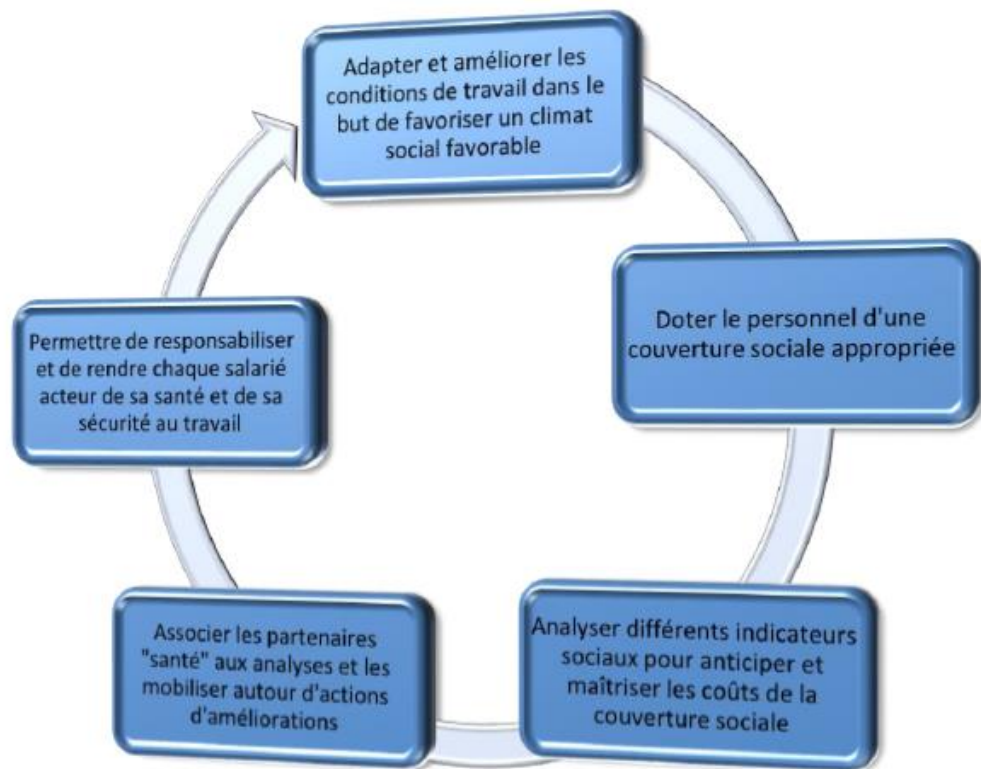 Adapter et améliorer les
conditions de travail dans le
but de favoriser un climat
social favorable
Doter le personnel d'une
couverture sociale appropriée
Analyser différents indicateurs
sociaux pour anticiper et
maîtriser les coûts de la
couverture sociale
Associer les partenaires
"santé" aux analyses et les
mobiliser autour d'actions
d'améliorations
Permettre de responsabiliser
et de rendre chaque salarié
acteur de sa santé et de sa
sécurité au travail